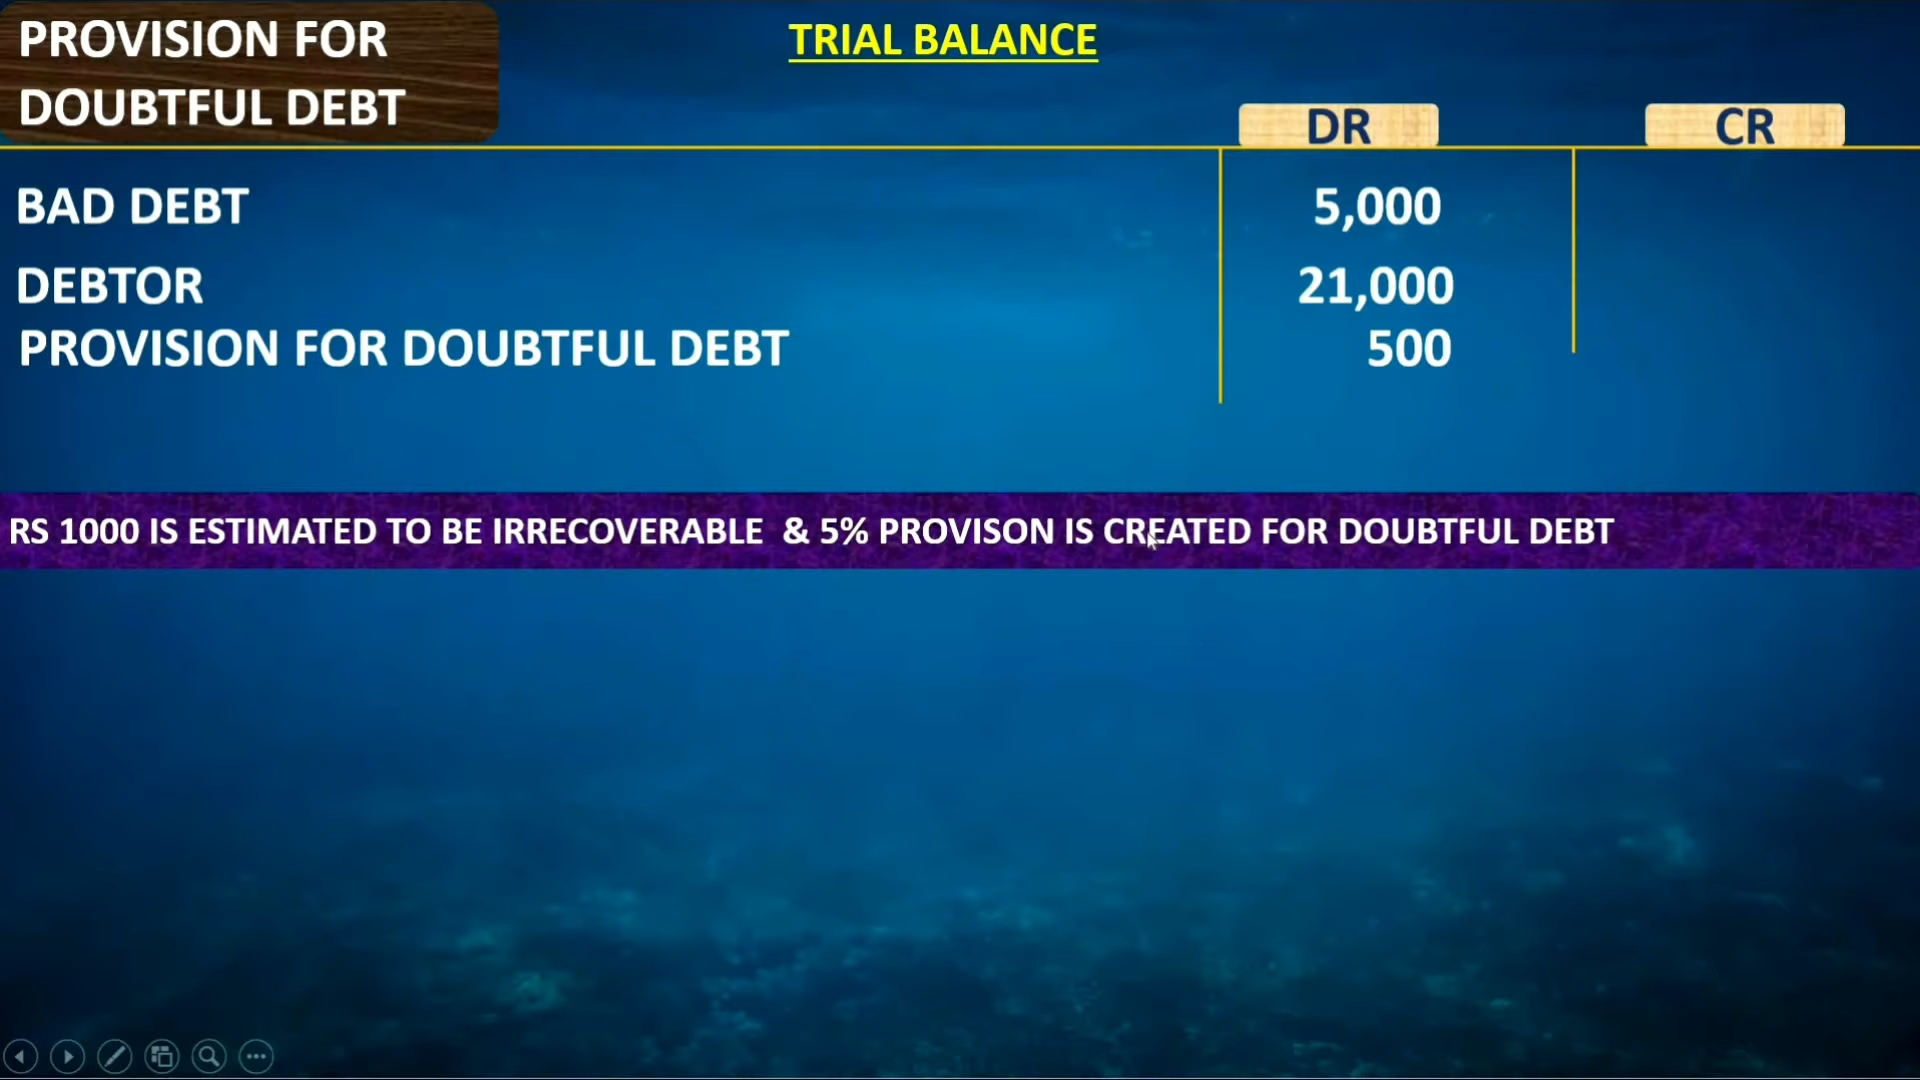 PROVISION FOR
DOUBTFUL DEBT
TRIAL BALANCE
DR CR
BAD DEBT 5,000
DEBTOR 21,000
PROVISION FOR DOUBTFUL DEBT 500
RS 1000 IS ESTIMATED TO BE IRRECOVERABLE & 5% PROVISON IS CREATED FOR DOUBTFUL DEBT